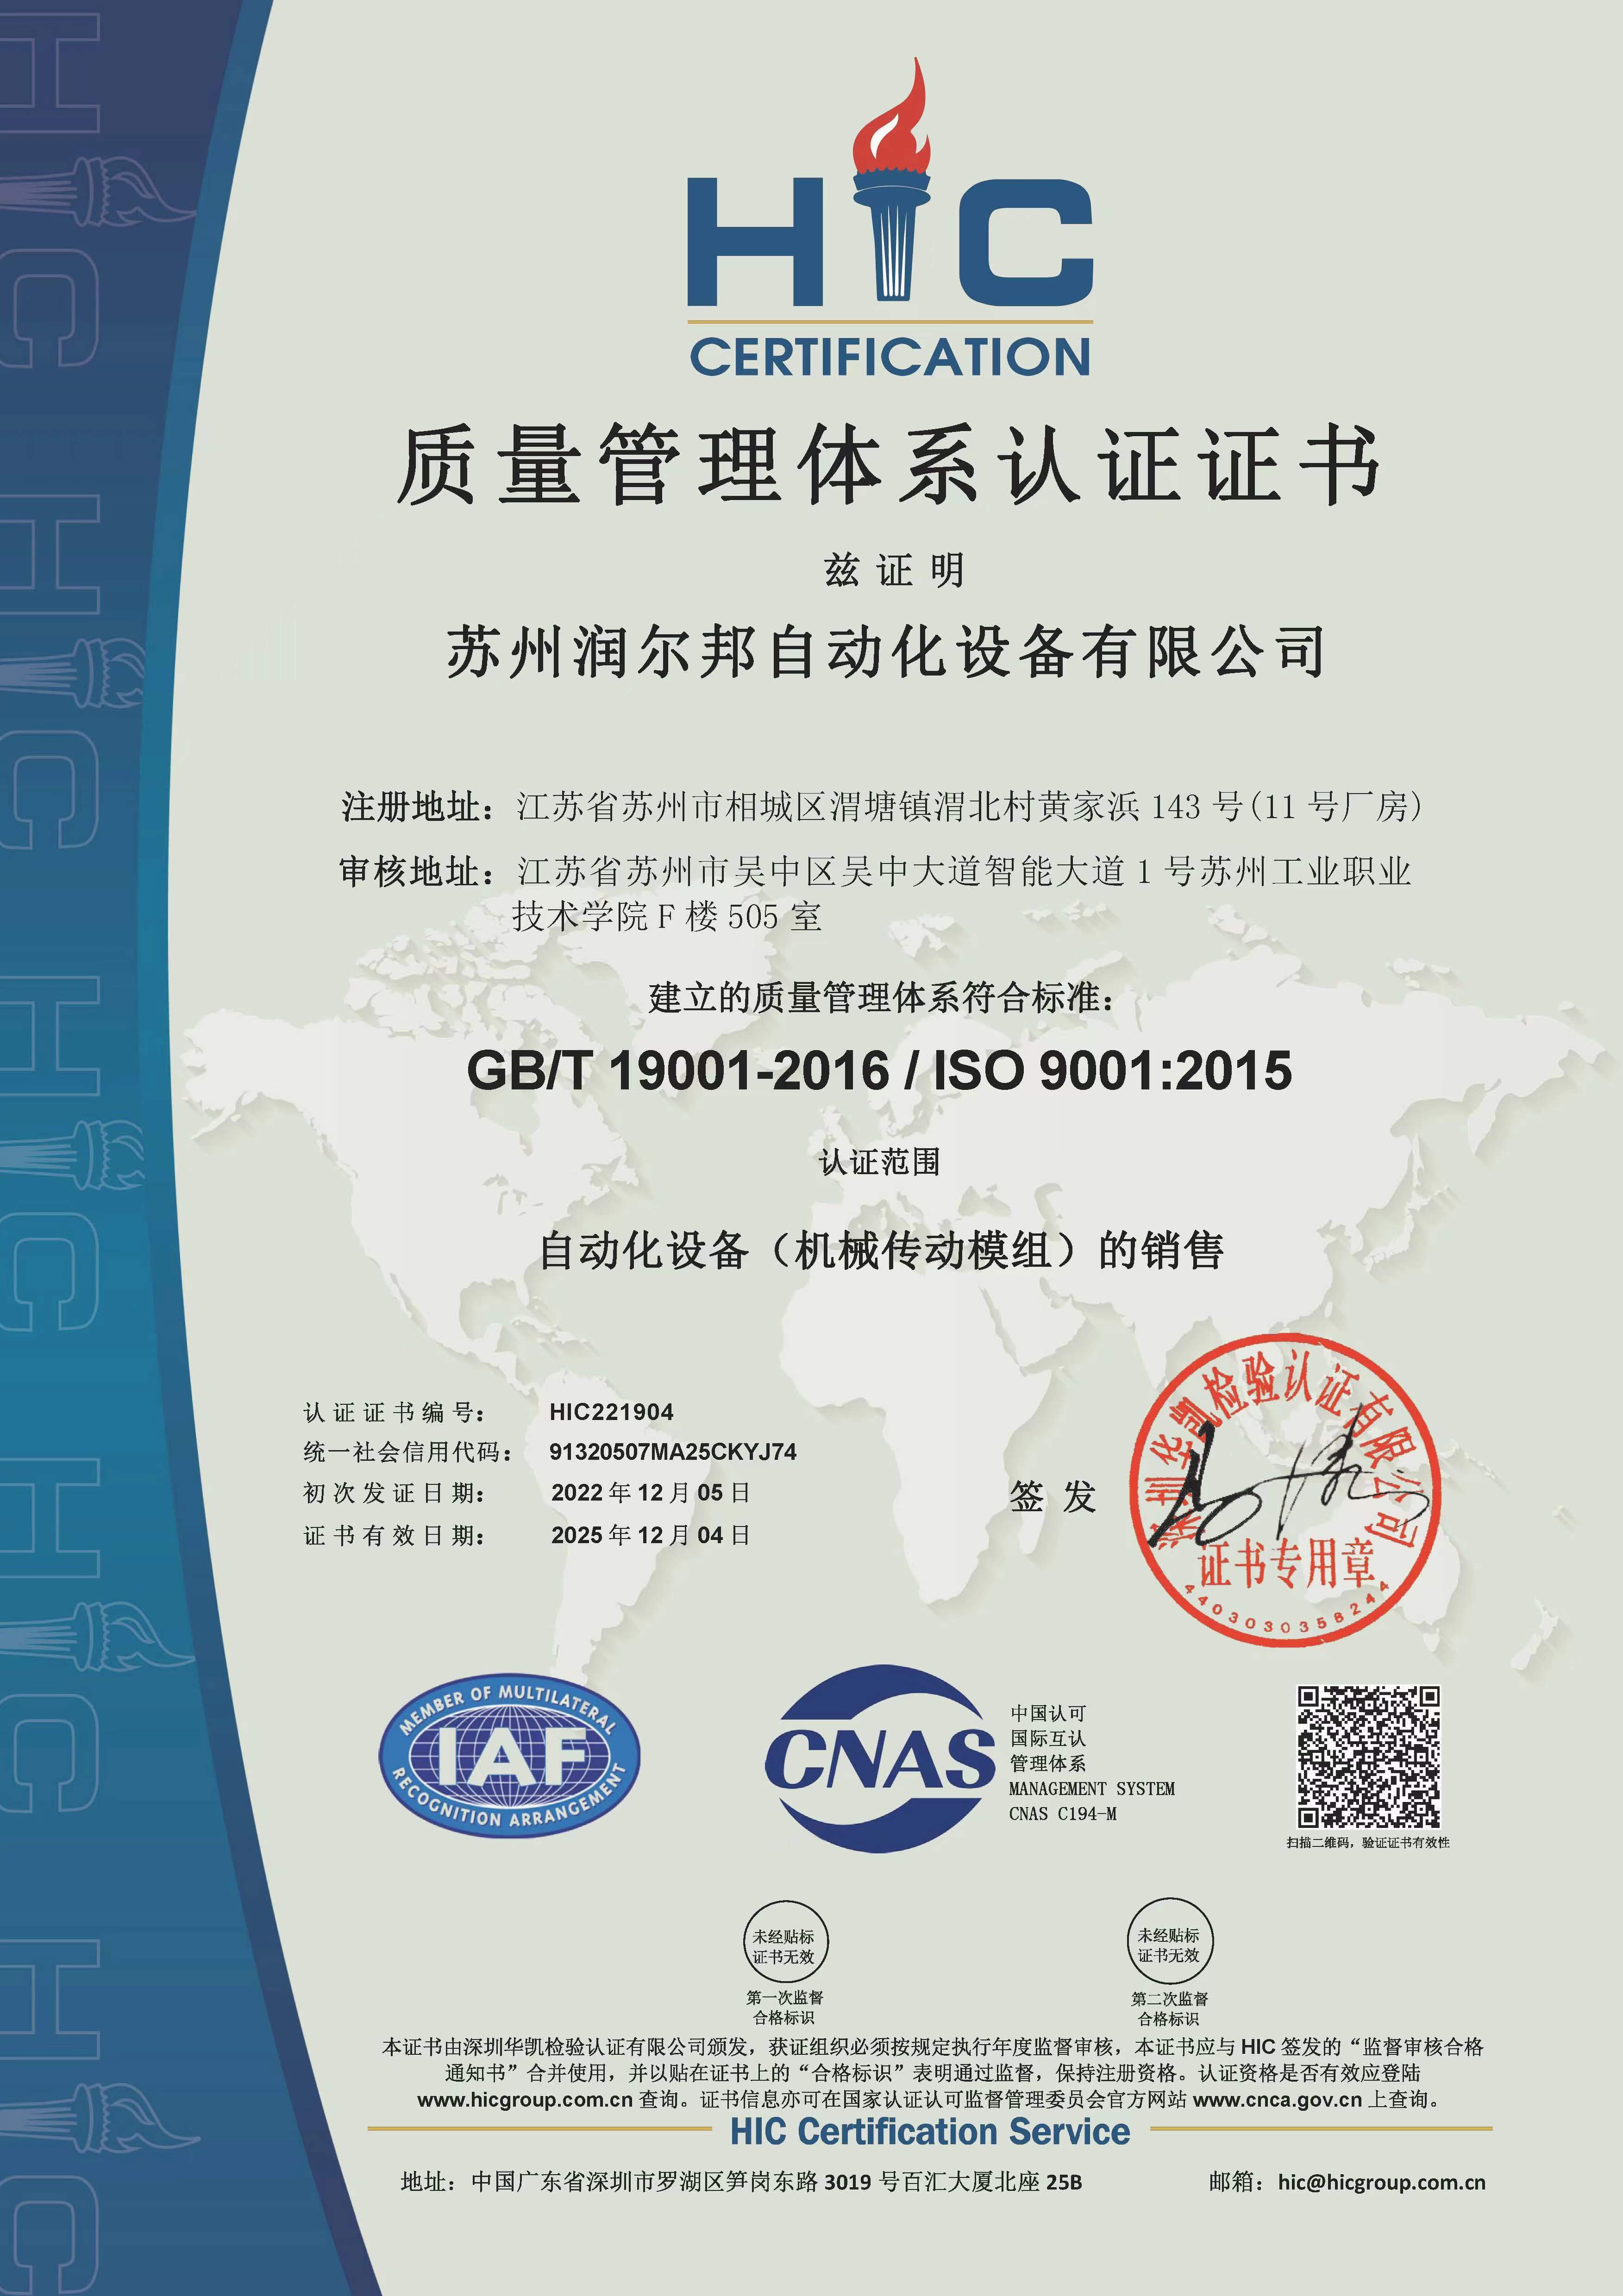 HIC
CERTIFICATION
质量管理体系认证证书
兹证明
苏州润尔邦自动化设备有限公司
注册地址：江苏省苏州市相城区渭塘镇渭北村黄家浜 143 号(11 号厂房)
审核地址：江苏省苏州市吴中区吴中大道智能大道 1 号苏州工业职业
技术学院 F 楼 505 室
建立的质量管理体系符合标准：
GB/T 19001-2016 / ISO 9001:2015
认证范围
自动化设备（机械传动模组）的销售
认证证书编号： HIC221904
统一社会信用代码： 91320507MA25CKYJ74
初次发证日期： 2022 年 12 月 05 日
证书有效日期： 2025 年 12 月 04 日
签发
深圳华凯检验认证有限公司
证书专用章
4403030358244
MEMBER OF MULTILATERAL
IAF
RECOGNITION ARRANGEMENT
CNAS
中国认可
国际互认
管理体系
MANAGEMENT SYSTEM
CNAS C194-M
扫描二维码，验证证书有效性
未经贴标
证书无效
第一次监督
合格标识
未经贴标
证书无效
第二次监督
合格标识
本证书由深圳华凯检验认证有限公司颁发，获证组织必须按规定执行年度监督审核，本证书应与 HIC 签发的“监督审核合格
通知书”合并使用，并以贴在证书上的“合格标识”表明通过监督，保持注册资格。认证资格是否有效应登陆
www.hicgroup.com.cn 查询。证书信息亦可在国家认证认可监督管理委员会官方网站 www.cnca.gov.cn 上查询。
HIC Certification Service
地址：中国广东省深圳市罗湖区笋岗东路 3019 号百汇大厦北座 25B 邮箱：hic@hicgroup.com.cn